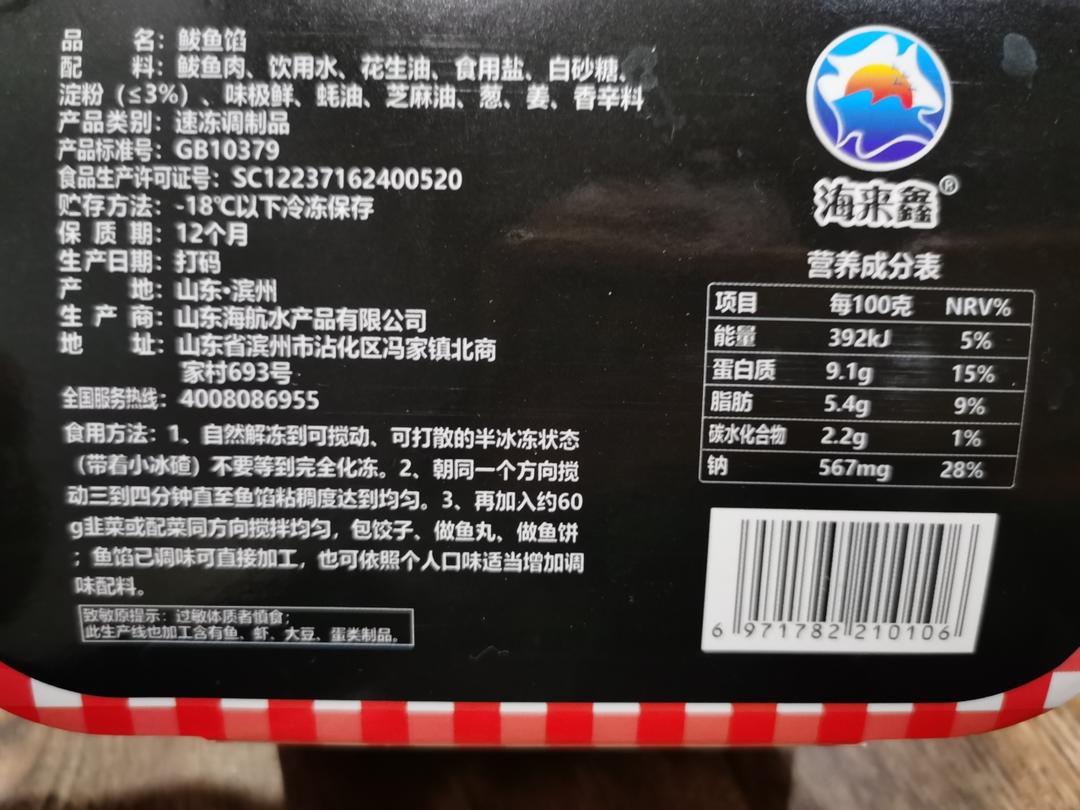 品 名：鲅鱼馅
配 料：鲅鱼肉、饮用水、花生油、食用盐、白砂糖、
淀粉（≤3%）、味极鲜、蚝油、芝麻油、葱、姜、香辛料
产品类别：速冻调制品
产品标准号：GB10379
食品生产许可证号：SC12237162400520
贮存方法：-18℃以下冷冻保存
保 质 期：12个月
生产日期：打码
产 地：山东·滨州
生 产 商：山东海航水产品有限公司
地 址：山东省滨州市沾化区冯家镇北商
家村693号
全国服务热线：4008086955
食用方法：1、自然解冻到可搅动、可打散的半冰冻状态
（带着小冰碴）不要等到完全化冻。2、朝同一个方向搅
动三到四分钟直至鱼馅粘稠度达到均匀。3、再加入约60
g韭菜或配菜同方向搅拌均匀，包饺子、做鱼丸、做鱼饼
；鱼馅已调味可直接加工，也可依照个人口味适当增加调
味配料。
致敏原提示：过敏体质者慎食；
此生产线也加工含有鱼、虾、大豆、蛋类制品。
海来鑫®
营养成分表
项目 每100克 NRV%
能量 392kJ 5%
蛋白质 9.1g 15%
脂肪 5.4g 9%
碳水化合物 2.2g 1%
钠 567mg 28%
6 971782 210106